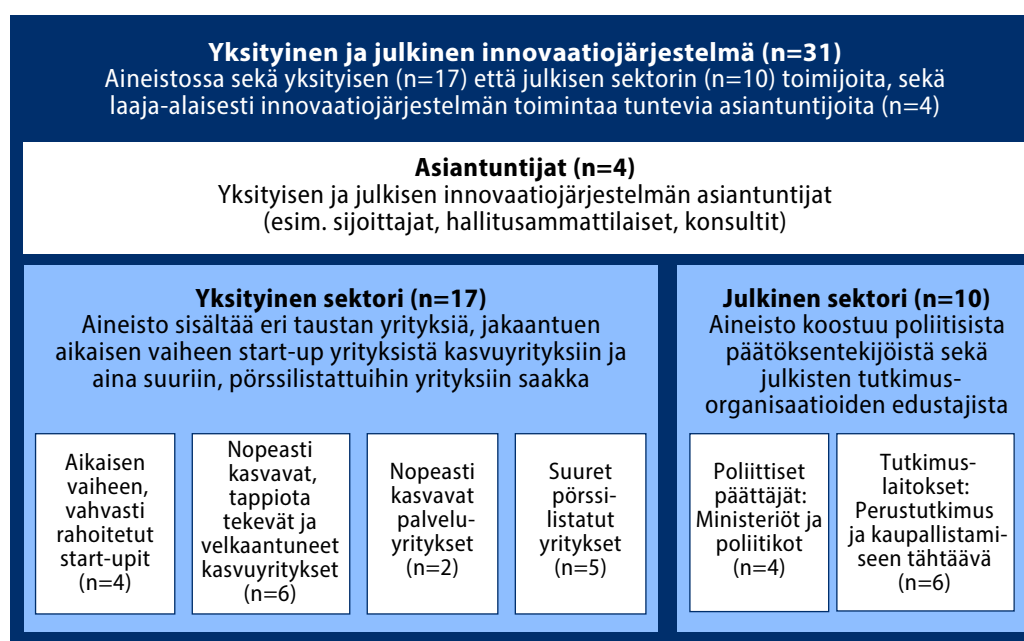 Yksityinen ja julkinen innovaatiojärjestelmä (n=31)
Aineistossa sekä yksityisen (n=17) että julkisen sektorin (n=10) toimijoita, sekä
laaja-alaisesti innovaatiojärjestelmän toimintaa tuntevia asiantuntijoita (n=4)
Asiantuntijat (n=4)
Yksityisen ja julkisen innovaatiojärjestelmän asiantuntijat
(esim. sijoittajat, hallitusammattilaiset, konsultit)
Yksityinen sektori (n=17)
Aineisto sisältää eri taustan yrityksiä, jakaantuen
aikaisen vaiheen start-up yrityksistä kasvuyrityksiin ja
aina suuriin, pörssilistattuihin yrityksiin saakka
Aikaisen
vaiheen,
vahvasti
rahoitetut
start-upit
(n=4)
Nopeasti
kasvavat,
tappiota
tekevät ja
velkaantuneet
kasvuyritykset
(n=6)
Nopeasti
kasvavat
palvelu-
yritykset
(n=2)
Suuret
pörssi-
listatut
yritykset
(n=5)
Julkinen sektori (n=10)
Aineisto koostuu poliitisista
päätöksentekijöistä sekä
julkisten tutkimus-
organisaatioiden edustajista
Poliittiset
päättäjät:
Ministeriöt ja
poliitikot
(n=4)
Tutkimus-
laitokset:
Perustutkimus
ja kaupallistami-
seen tähtäävä
(n=6)